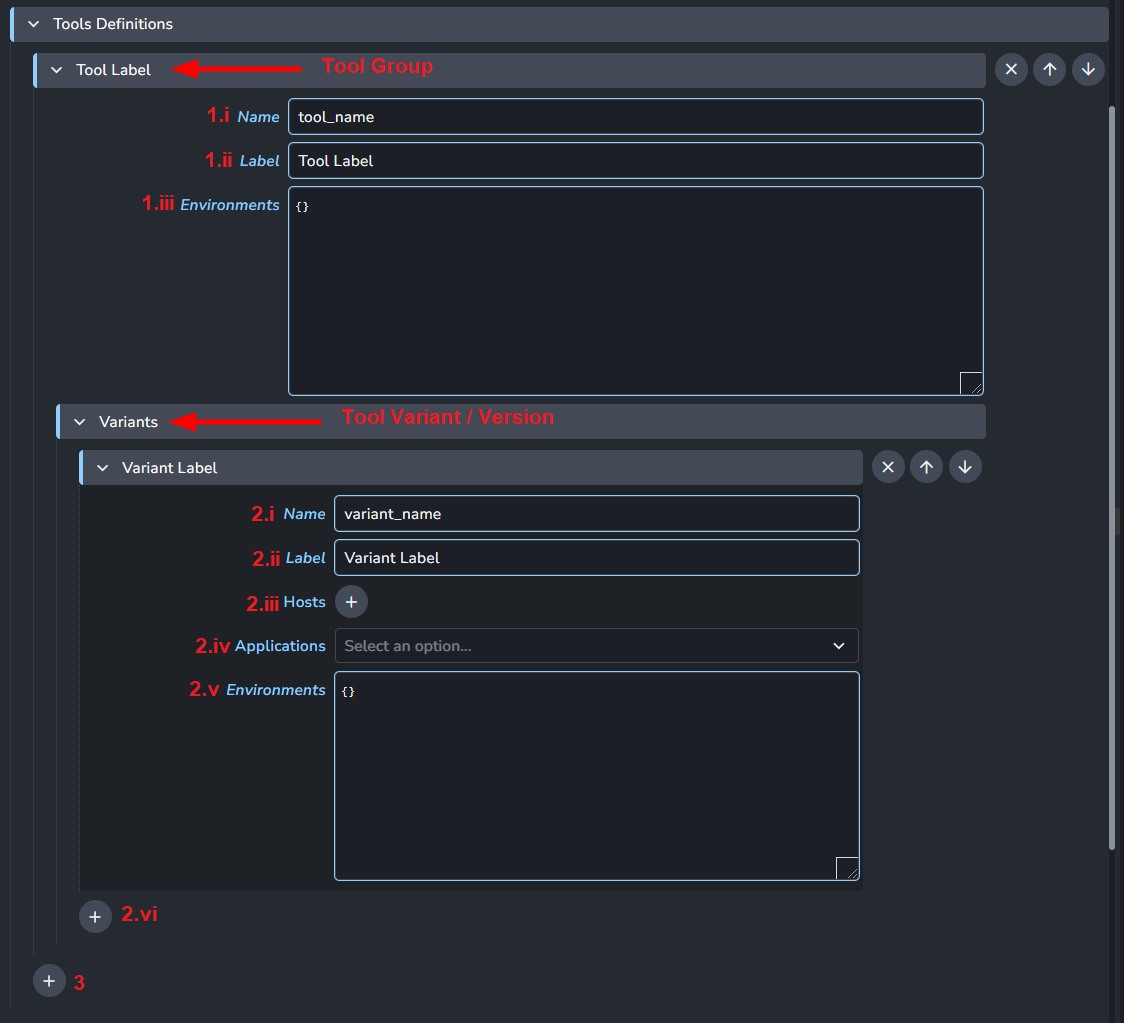 Tools Definitions
Tool Label Tool Group
1.i Name tool_name
1.ii Label Tool Label
1.iii Environments {}
Variants Tool Variant / Version
Variant Label
2.i Name variant_name
2.ii Label Variant Label
2.iii Hosts +
2.iv Applications Select an option...
2.v Environments {}
+ 2.vi
+ 3